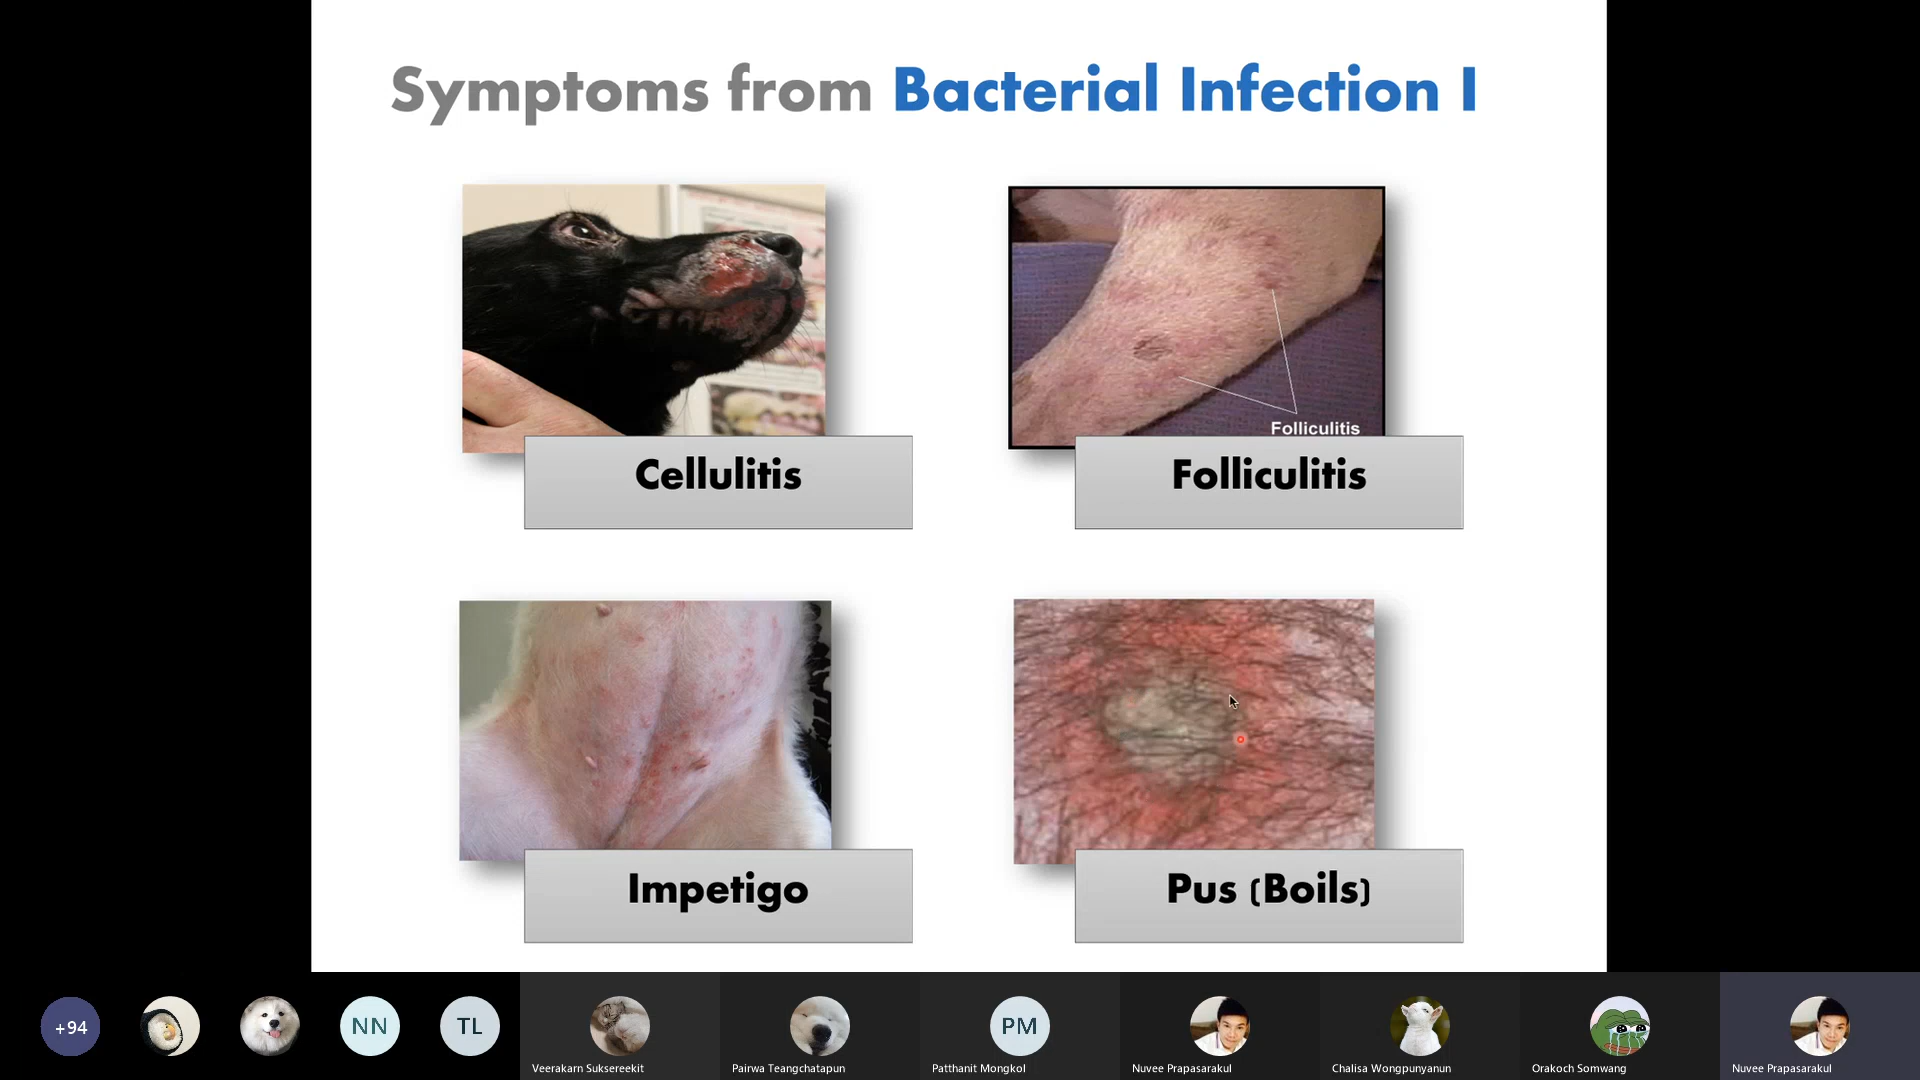 Symptoms from Bacterial Infection I
Folliculitis
Cellulitis
Folliculitis
Impetigo
Pus (Boils)
+94
NN
TL
PM
Veerakarn Suksereekit
Pairwa Teangchatapun
Patthanit Mongkol
Nuvee Prapasarakul
Chalisa Wongpunyanun
Orakoch Somwang
Nuvee Prapasarakul